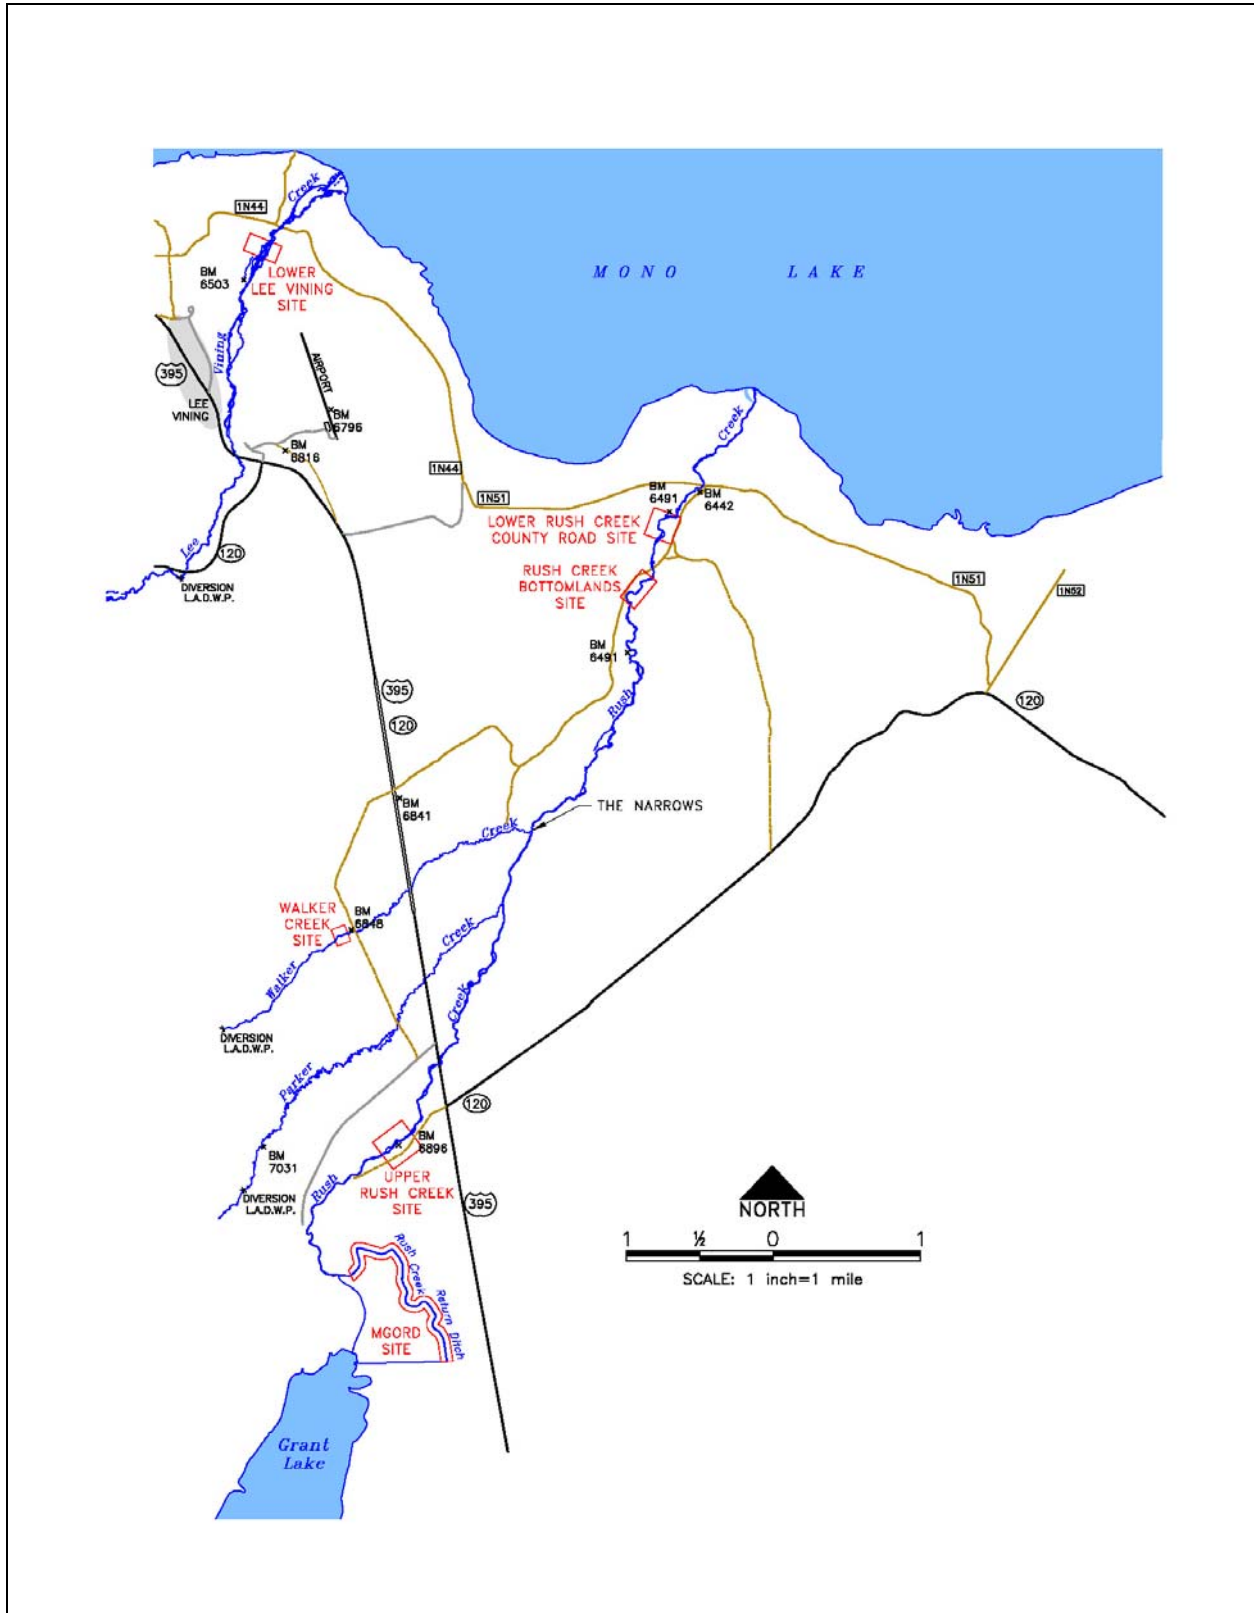 Creek
1N44
BM
6503
LOWER
LEE VINING
SITE
MONO LAKE
Vining
395
LEE
VINING
AIRPORT
BM
6796
BM
6816
Creek
1N44
1N51
BM
6491
BM
6442
LOWER RUSH CREEK
COUNTY ROAD SITE
Lee
120
DIVISION
L.A.D.W.P.
RUSH CREEK
BOTTOMLANDS
SITE
1N51
1N52
BM
6491
395
120
Rush
120
THE NARROWS
BM
6841
Creek
WALKER
CREEK
SITE
BM
6848
Creek
Walker
Creek
DIVERSION
L.A.D.W.P.
Parker
120
BM
6896
BM
7031
UPPER
RUSH CREEK
SITE
Rush
DIVERSION
L.A.D.W.P.
395
NORTH
1 ½ 0 1
SCALE: 1 inch=1 mile
Rush Creek Return Ditch
MGORD
SITE
Grant
Lake